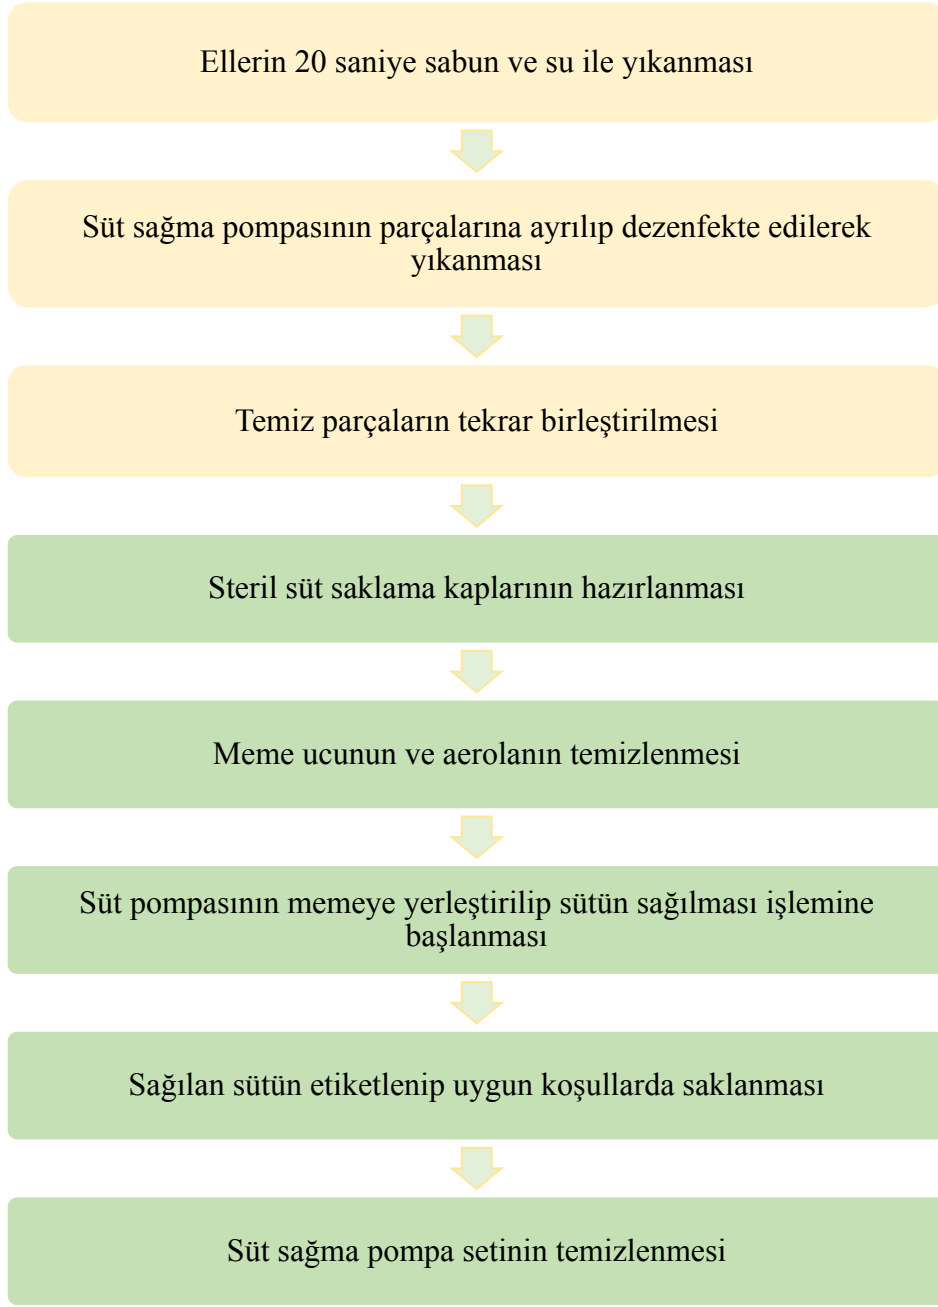 Ellerin 20 saniye sabun ve su ile yıkanması
Süt sağma pompasının parçalarına ayrılıp dezenfekte edilerek
yıkanması
Temiz parçaların tekrar birleştirilmesi
Steril süt saklama kaplarının hazırlanması
Meme ucunun ve aerolanın temizlenmesi
Süt pompasının memeye yerleştirilip sütün sağılması işlemine
başlanması
Sağılan sütün etiketlenip uygun koşullarda saklanması
Süt sağma pompa setinin temizlenmesi